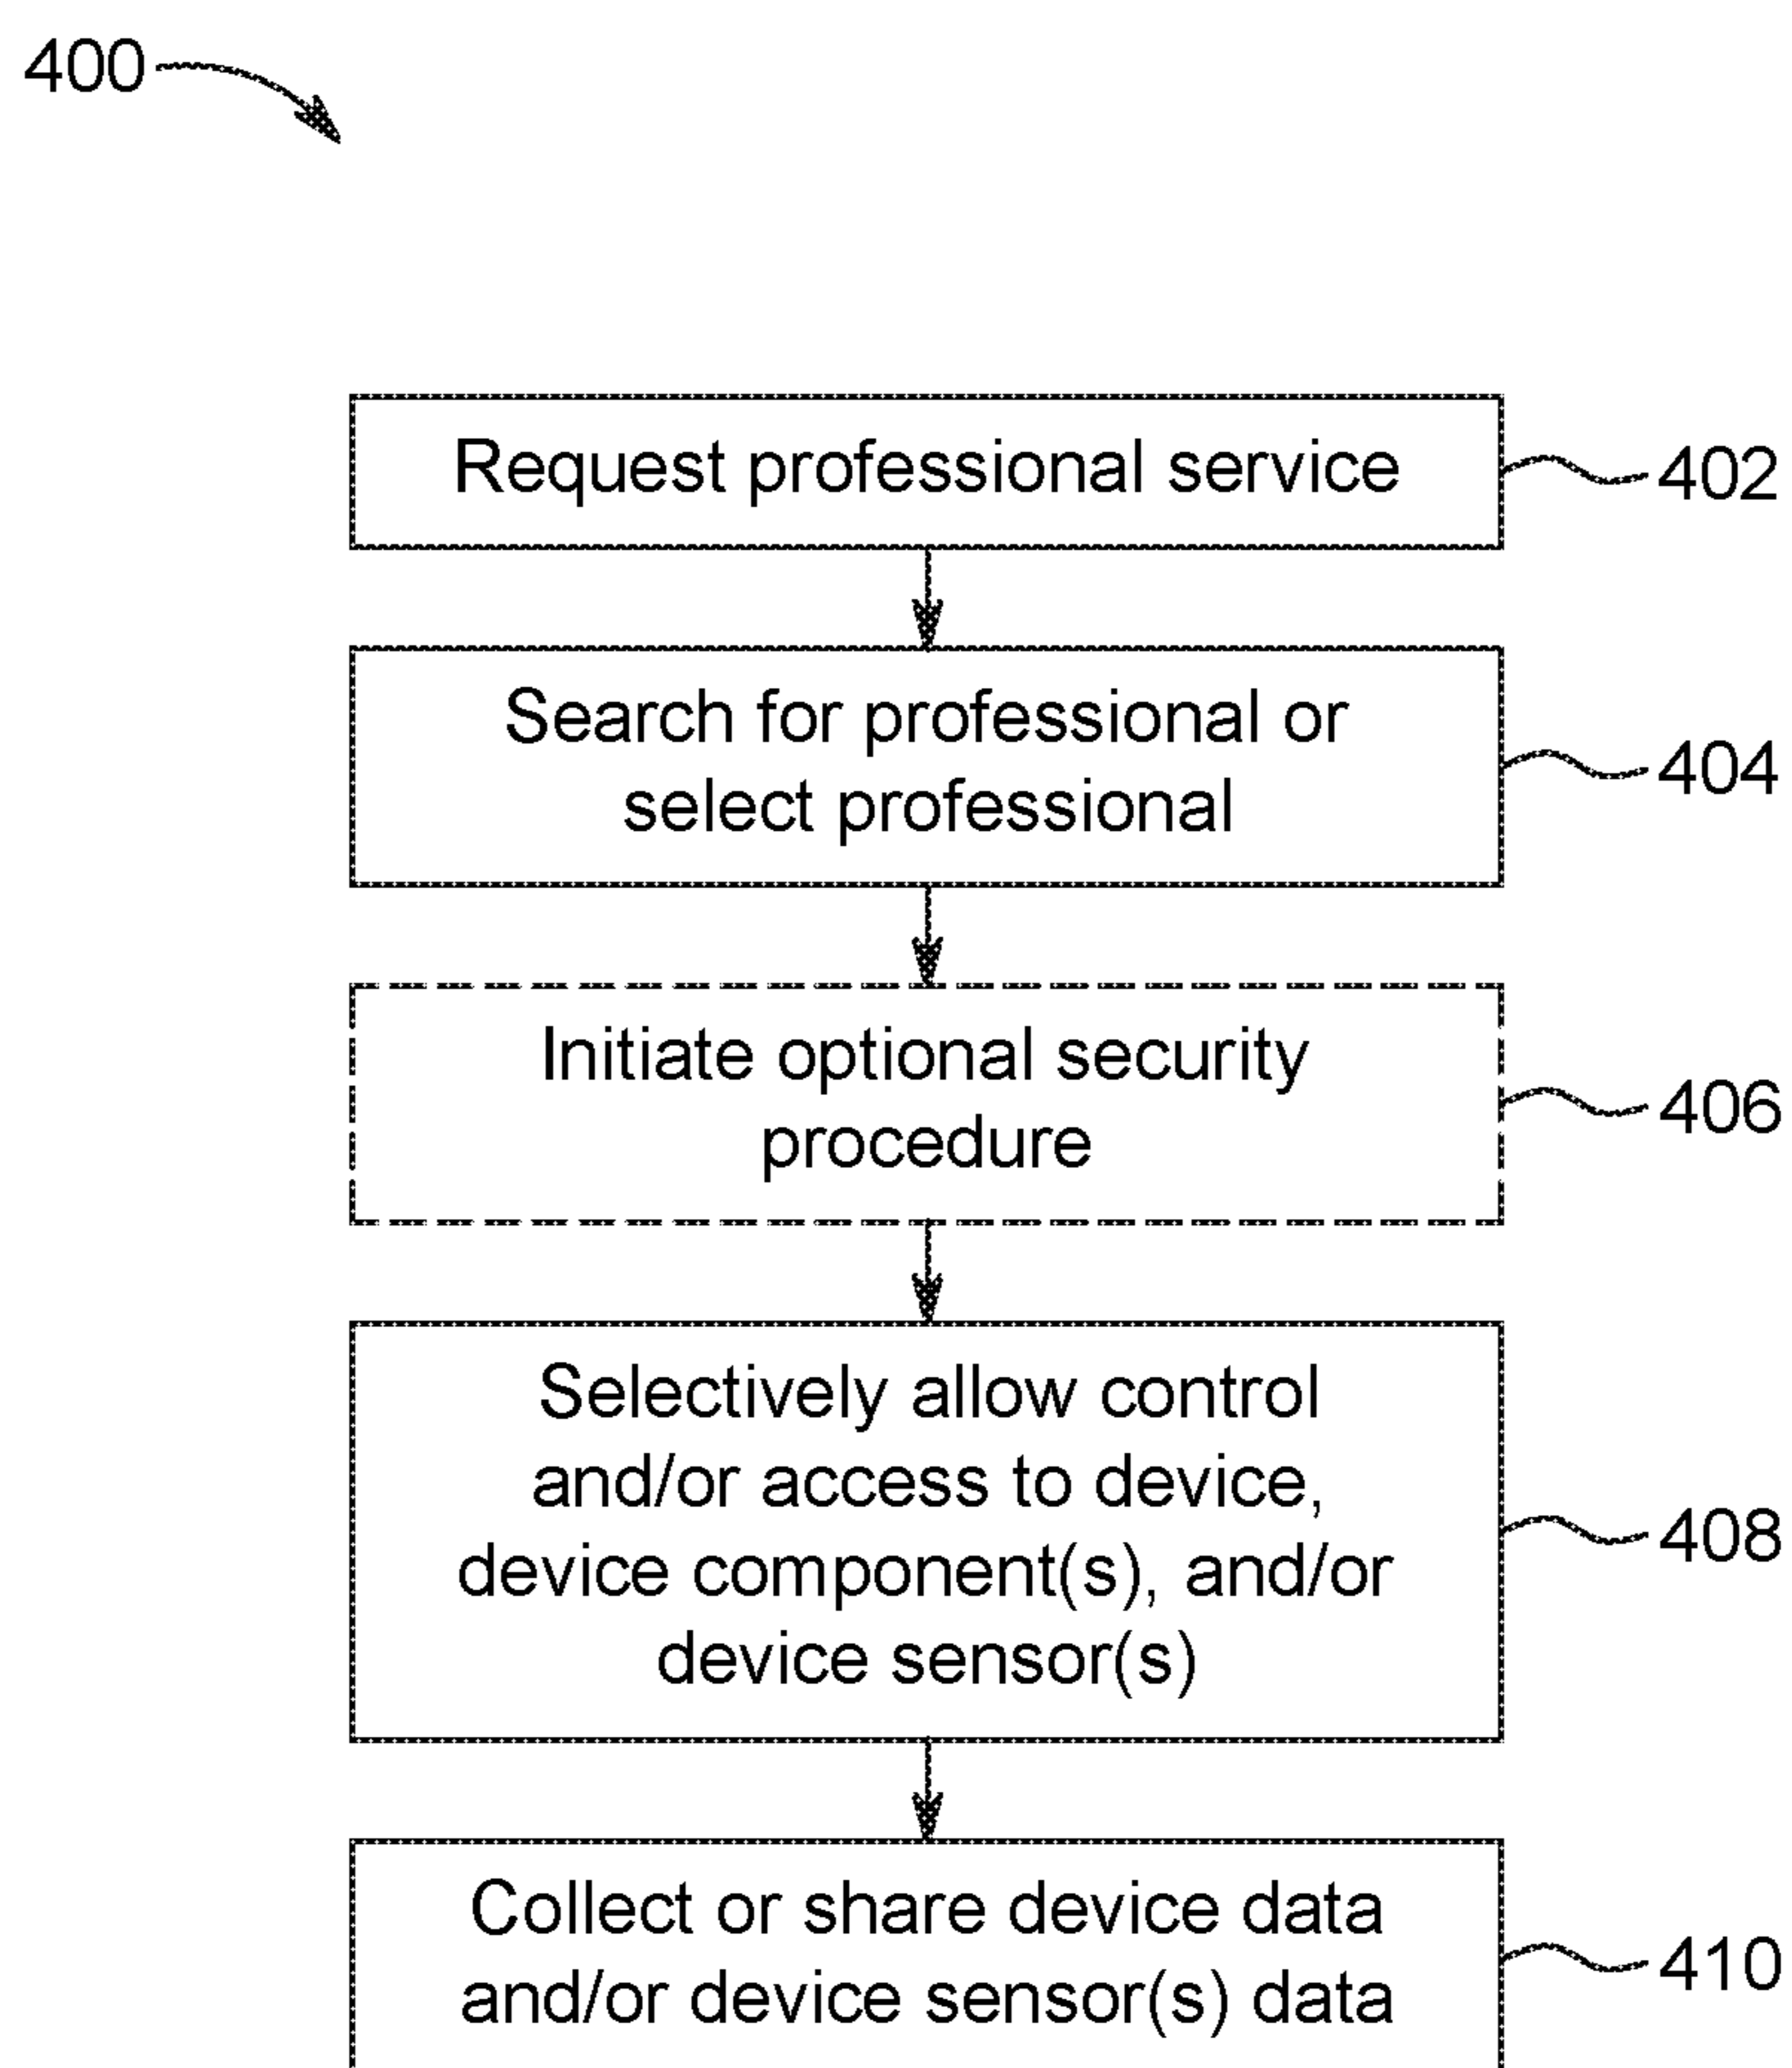 400
Request professional service
402
Search for professional or
select professional
404
Initiate optional security
procedure
406
Selectively allow control
and/or access to device,
device component(s), and/or
device sensor(s)
408
Collect or share device data
and/or device sensor(s) data
410